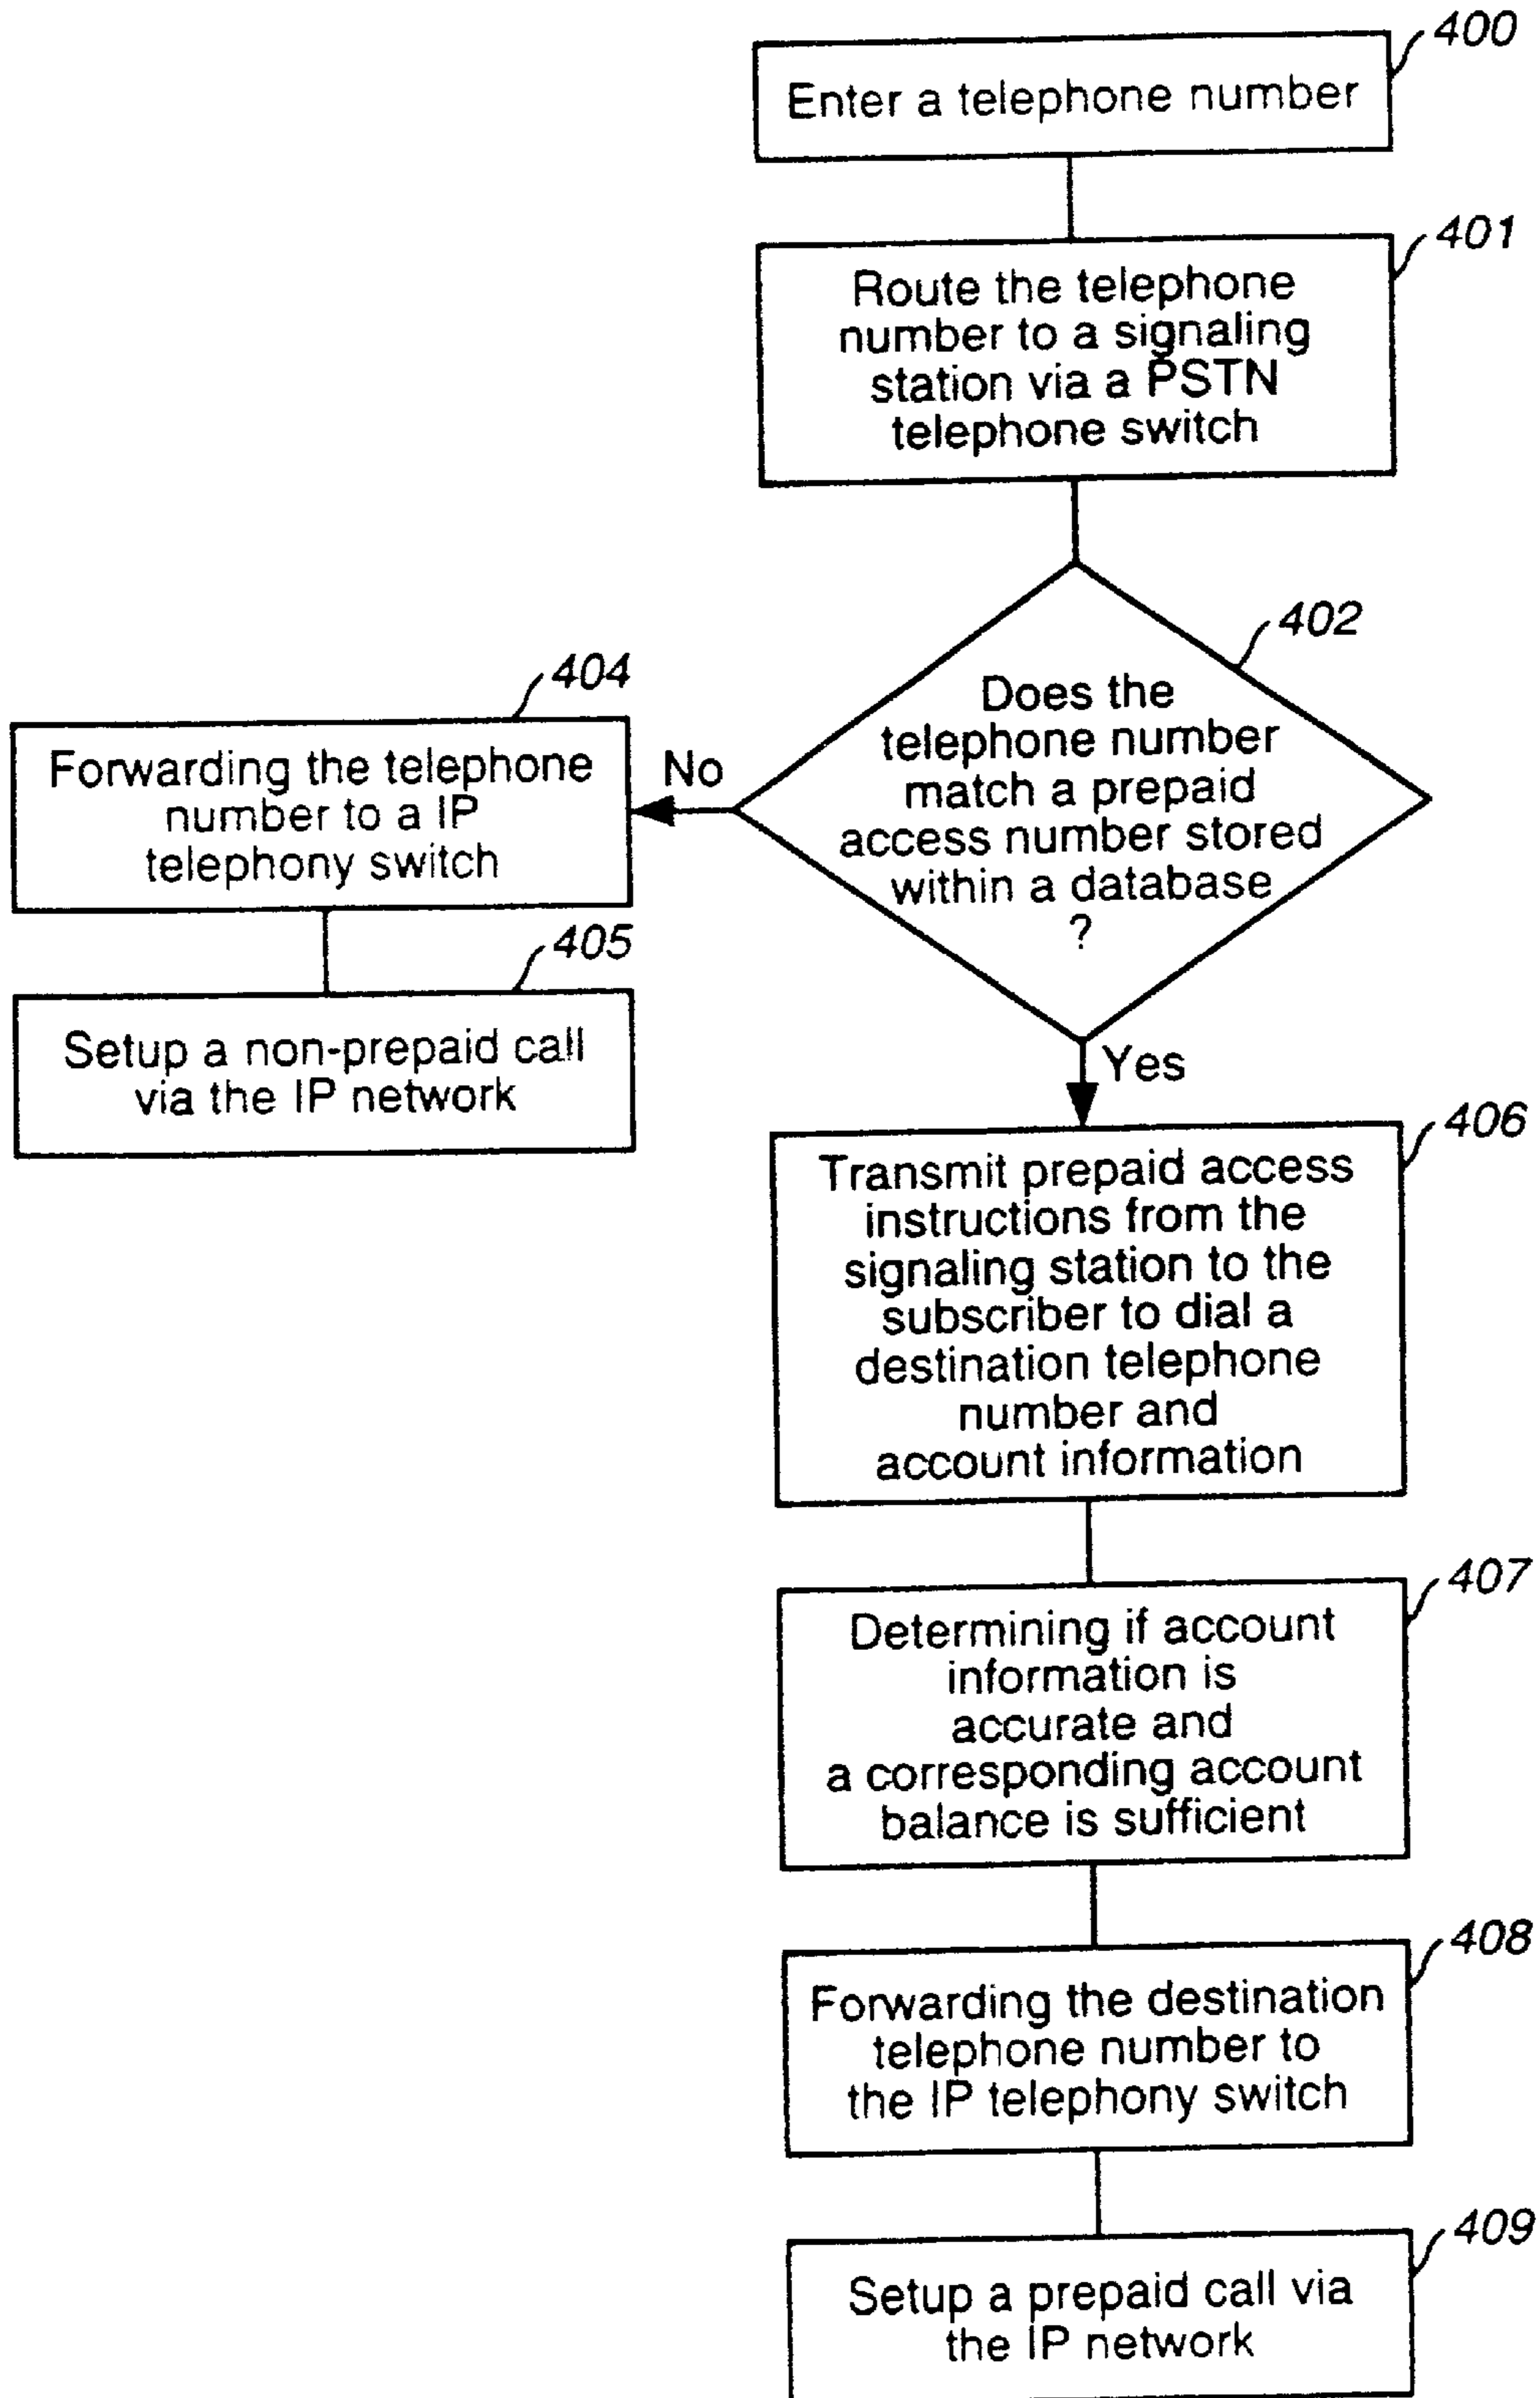 400
Enter a telephone number
401
Route the telephone
number to a signaling
station via a PSTN
telephone switch
402
Does the
telephone number
match a prepaid
access number stored
within a database
?
No
404
Forwarding the telephone
number to a IP
telephony switch
405
Setup a non-prepaid call
via the IP network
Yes
406
Transmit prepaid access
instructions from the
signaling station to the
subscriber to dial a
destination telephone
number and
account information
407
Determining if account
information is
accurate and
a corresponding account
balance is sufficient
408
Forwarding the destination
telephone number to
the IP telephony switch
409
Setup a prepaid call via
the IP network